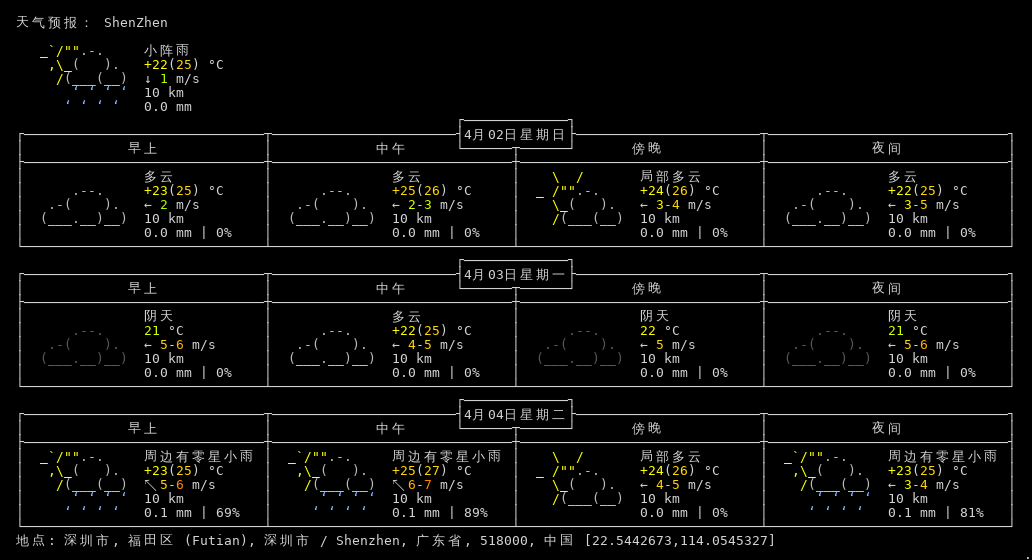 天气预报： ShenZhen
小阵雨
+22(25) °C
↓ 1 m/s
10 km
0.0 mm
4月02日星期日
早上 中午 傍晚 夜间
多云 多云 局部多云 多云
+23(25) °C +25(26) °C +24(26) °C +22(25) °C
← 2 m/s ← 2-3 m/s ← 3-4 m/s ← 3-5 m/s
10 km 10 km 10 km 10 km
0.0 mm | 0% 0.0 mm | 0% 0.0 mm | 0% 0.0 mm | 0%
4月03日星期一
早上 中午 傍晚 夜间
阴天 多云 阴天 阴天
21 °C +22(25) °C 22 °C 21 °C
← 5-6 m/s ← 4-5 m/s ← 5 m/s ← 5-6 m/s
10 km 10 km 10 km 10 km
0.0 mm | 0% 0.0 mm | 0% 0.0 mm | 0% 0.0 mm | 0%
4月04日星期二
早上 中午 傍晚 夜间
周边有零星小雨 周边有零星小雨 局部多云 周边有零星小雨
+23(25) °C +25(27) °C +24(26) °C +23(25) °C
↖ 5-6 m/s ↖ 6-7 m/s ← 4-5 m/s ← 3-4 m/s
10 km 10 km 10 km 10 km
0.1 mm | 69% 0.1 mm | 89% 0.0 mm | 0% 0.1 mm | 81%
地点: 深圳市, 福田区 (Futian), 深圳市 / Shenzhen, 广东省, 518000, 中国 [22.5442673,114.0545327]